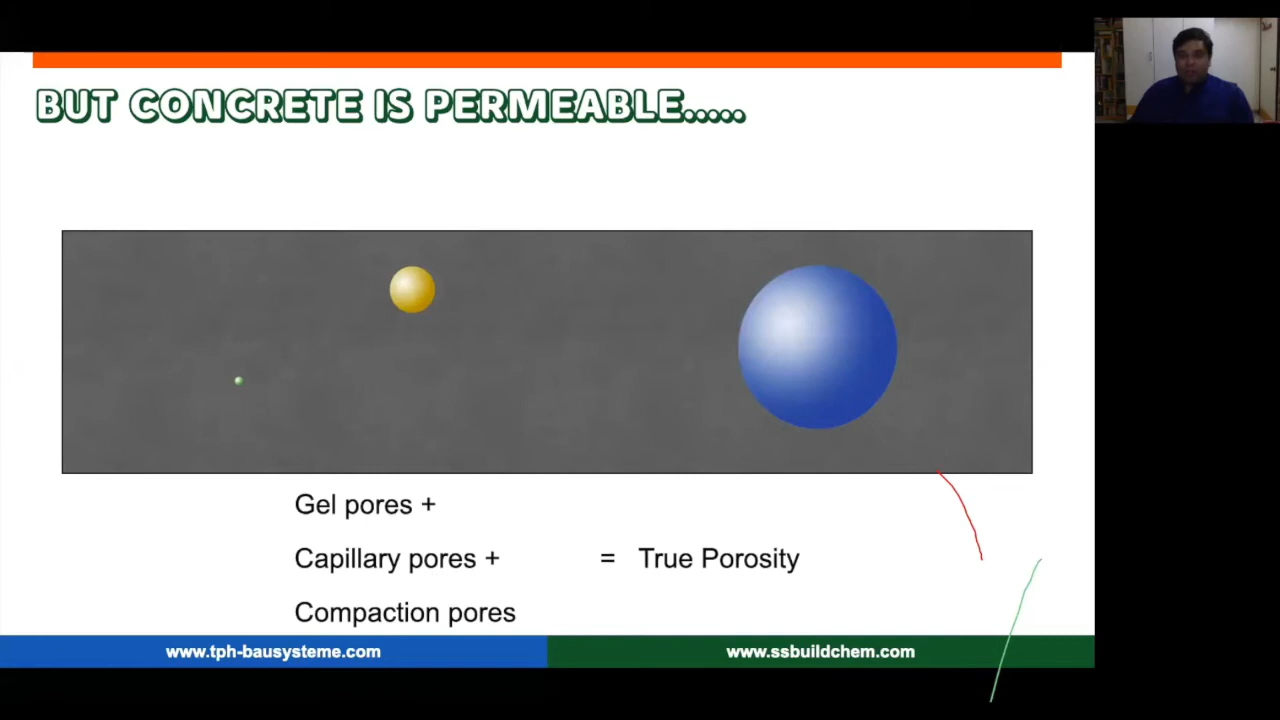 BUT CONCRETE IS PERMEABLE.....
Gel pores +
Capillary pores + = True Porosity
Compaction pores
www.tph-bausysteme.com www.ssbuildchem.com